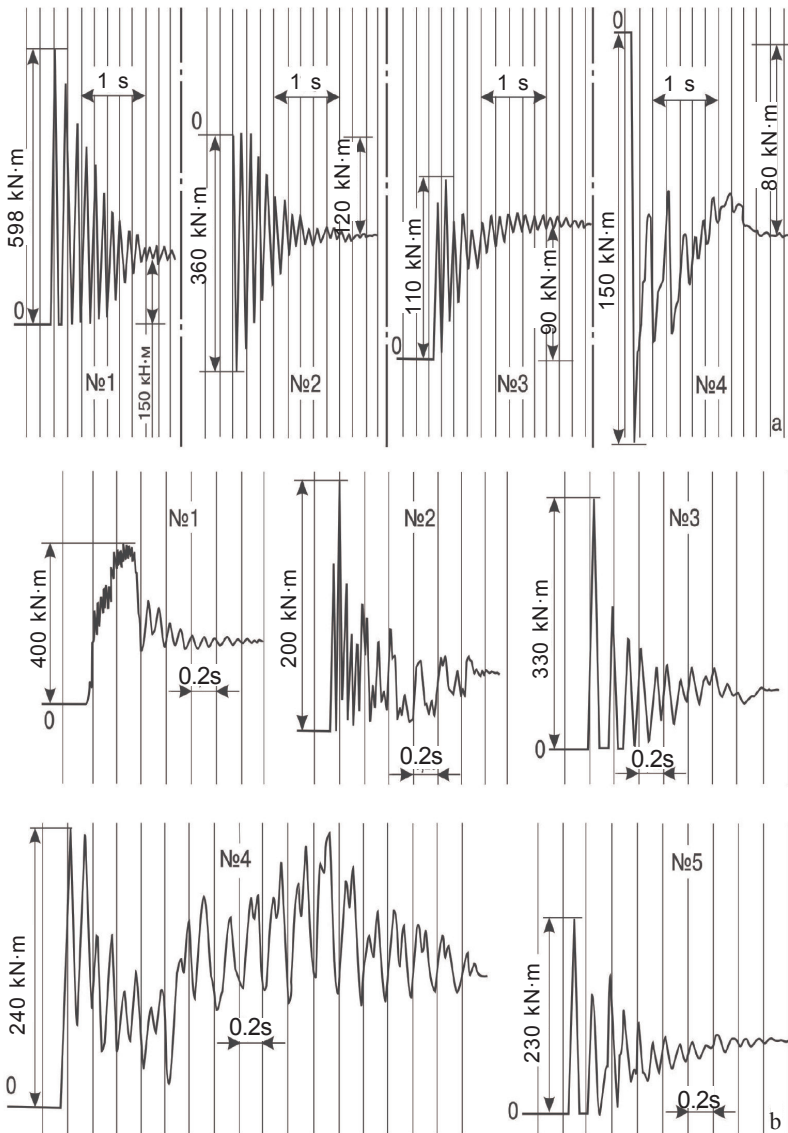 598 kN·m
0
1 s
150 кН·м
№1
0
360 kN·m
1 s
120 kN·m
№2
0
110 kN·m
1 s
90 kN·m
№3
0
150 kN·m
1 s
80 kN·m
№4
a
№1
400 kN·m
0
0.2s
№2
200 kN·m
0.2s
№3
330 kN·m
0
0.2s
№4
240 kN·m
0
0.2s
№5
230 kN·m
0
0.2s
b